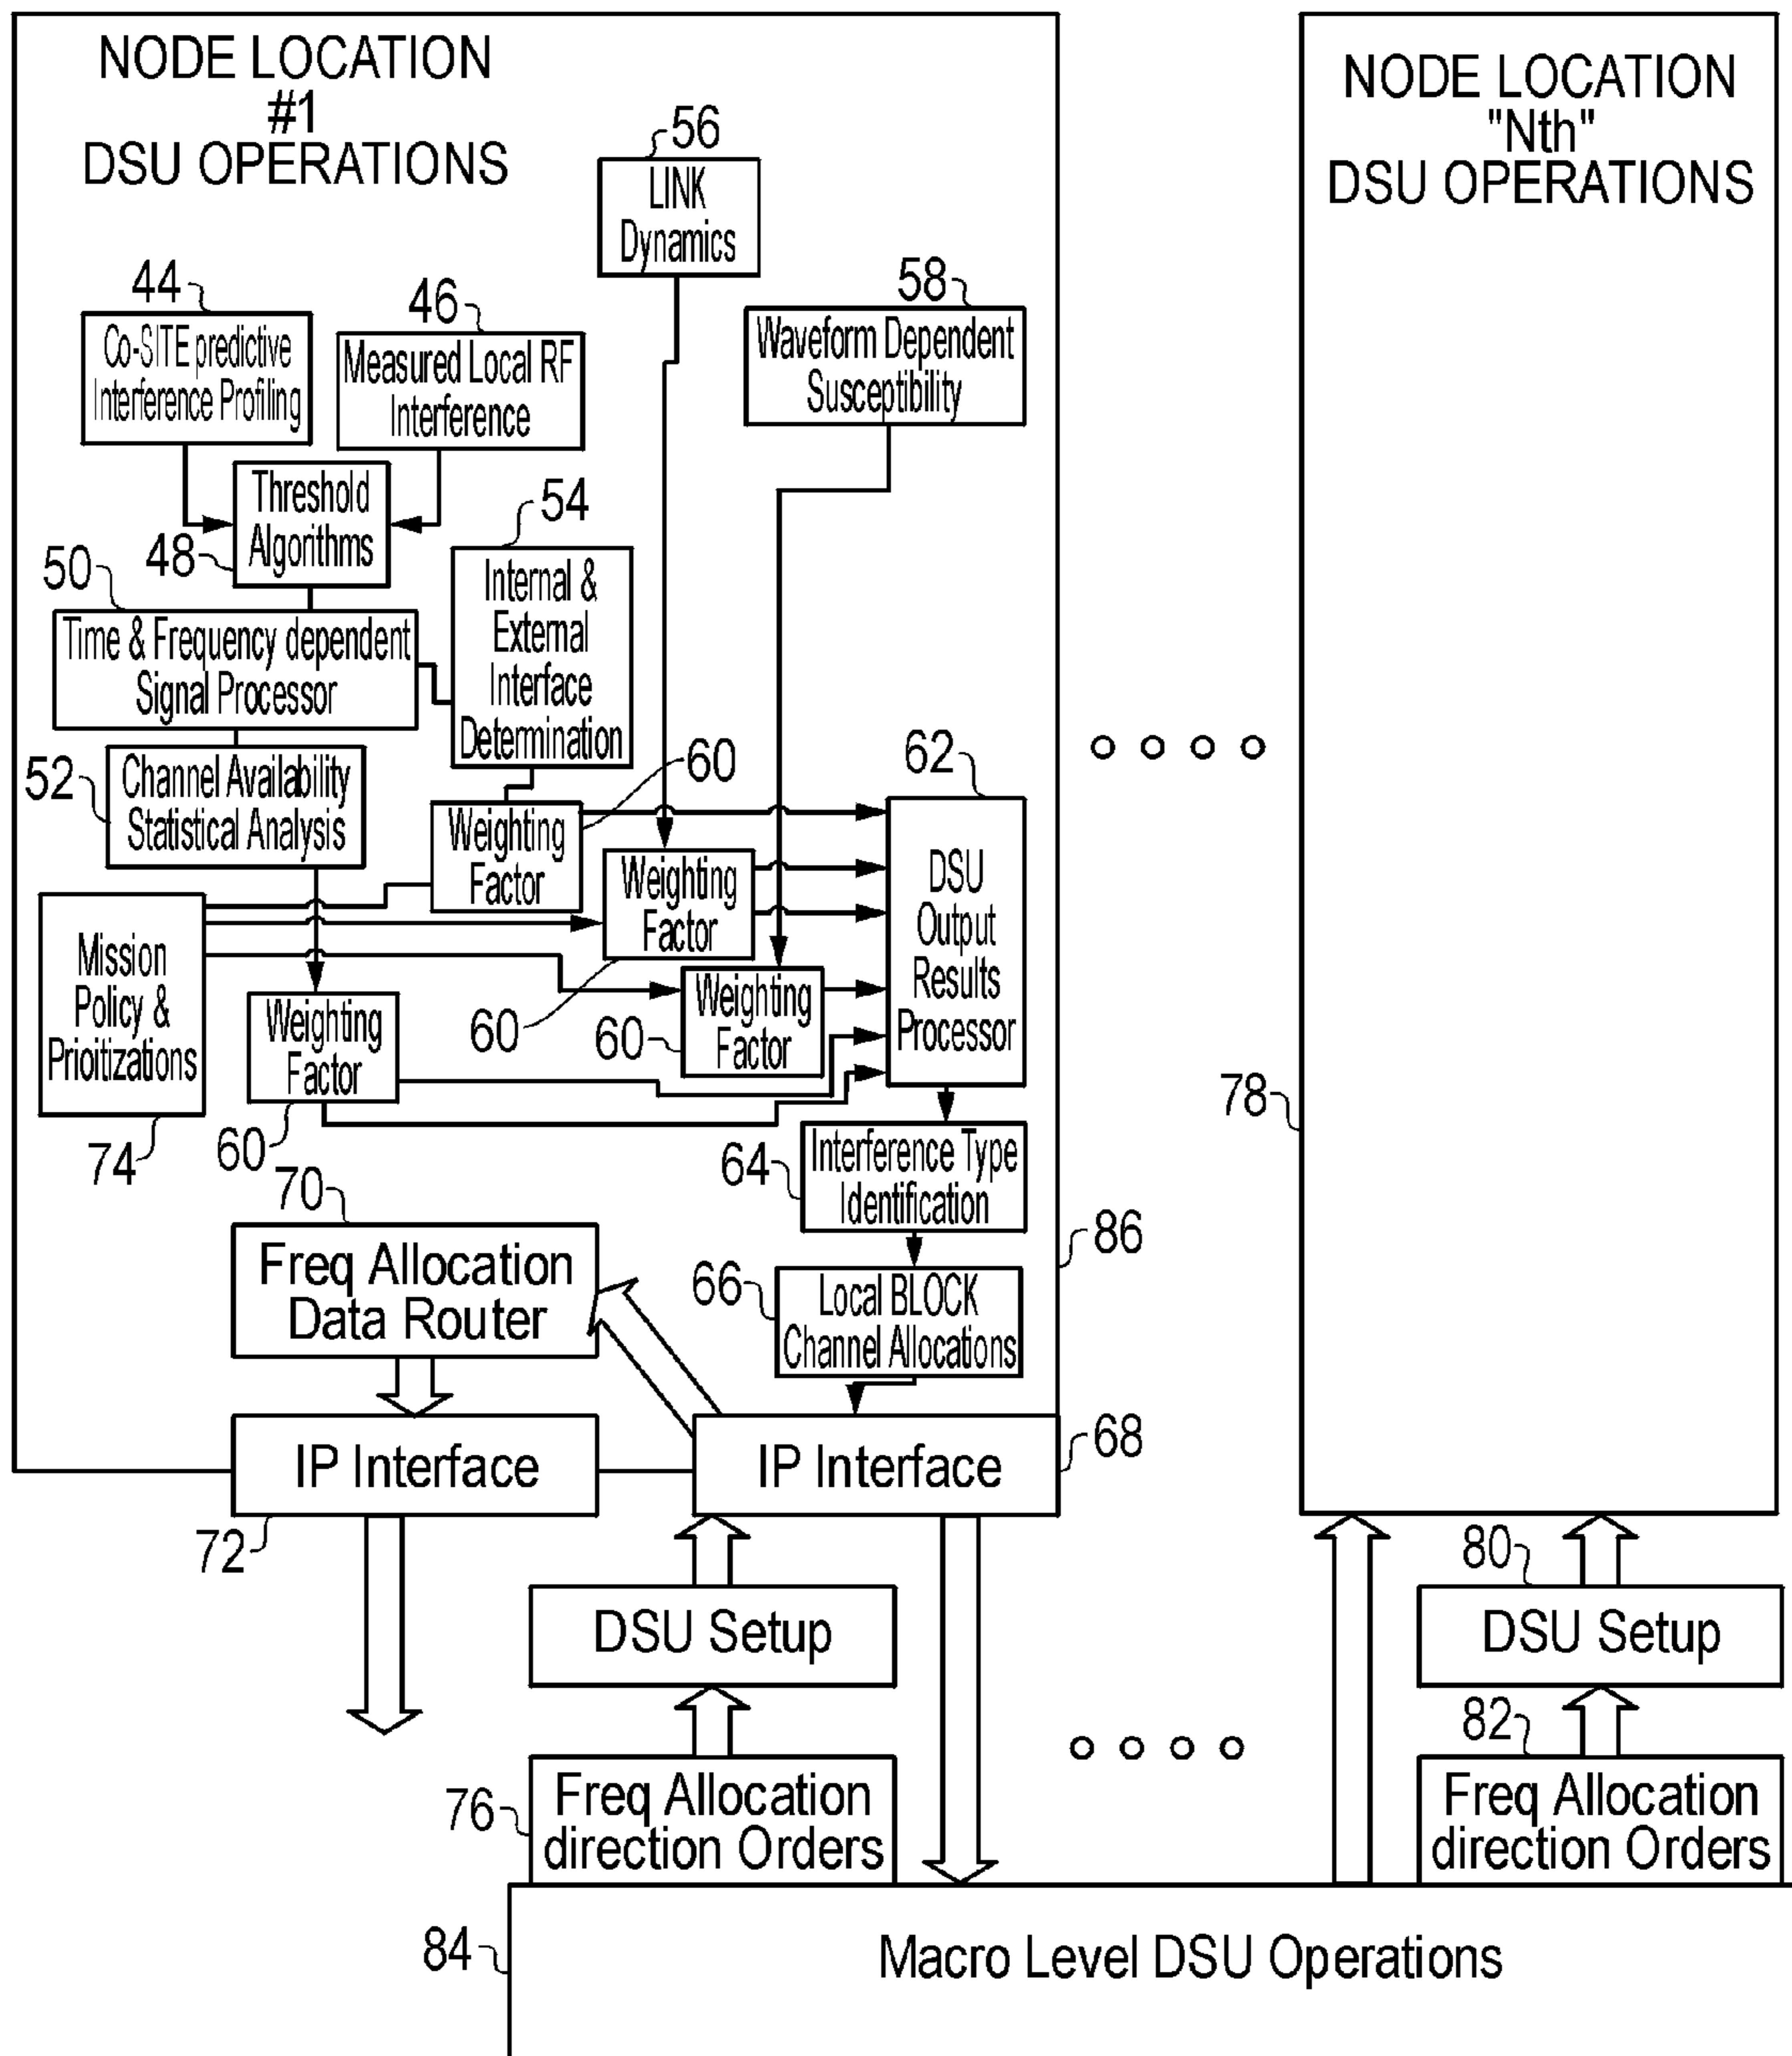 NODE LOCATION
#1
DSU OPERATIONS
NODE LOCATION
"Nth"
DSU OPERATIONS
56
LINK
Dynamics
44
Co-SITE predictive
Interference Profiling
46
Measured Local RF
Interference
58
Waveform Dependent
Susceptibility
48
Threshold
Algorithms
54
Internal &
External
Interface
Determination
50
Time & Frequency dependent
Signal Processor
52
Channel Availability
Statistical Analysis
60
Weighting
Factor
62
DSU
Output
Results
Processor
Weighting
Factor
60
Weighting
Factor
60
Mission
Policy &
Prioitizations
74
Weighting
Factor
60
64
Interference Type
Identification
78
86
70
Freq Allocation
Data Router
66
Local BLOCK
Channel Allocations
IP Interface
72
IP Interface
68
DSU Setup
80
DSU Setup
76
Freq Allocation
direction Orders
82
Freq Allocation
direction Orders
84
Macro Level DSU Operations